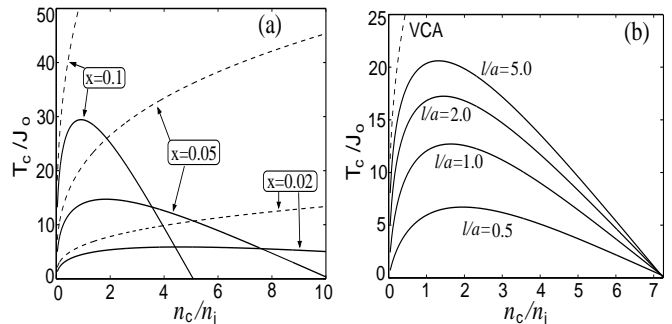 (a)
T_c/J_o
50
40
30
20
10
0
x=0.1
x=0.05
x=0.02
0 2 4 6 8 10
n_c/n_i
(b)
T_c/J_o
25
20
15
10
5
0
VCA
l/a=5.0
l/a=2.0
l/a=1.0
l/a=0.5
0 1 2 3 4 5 6 7
n_c/n_i